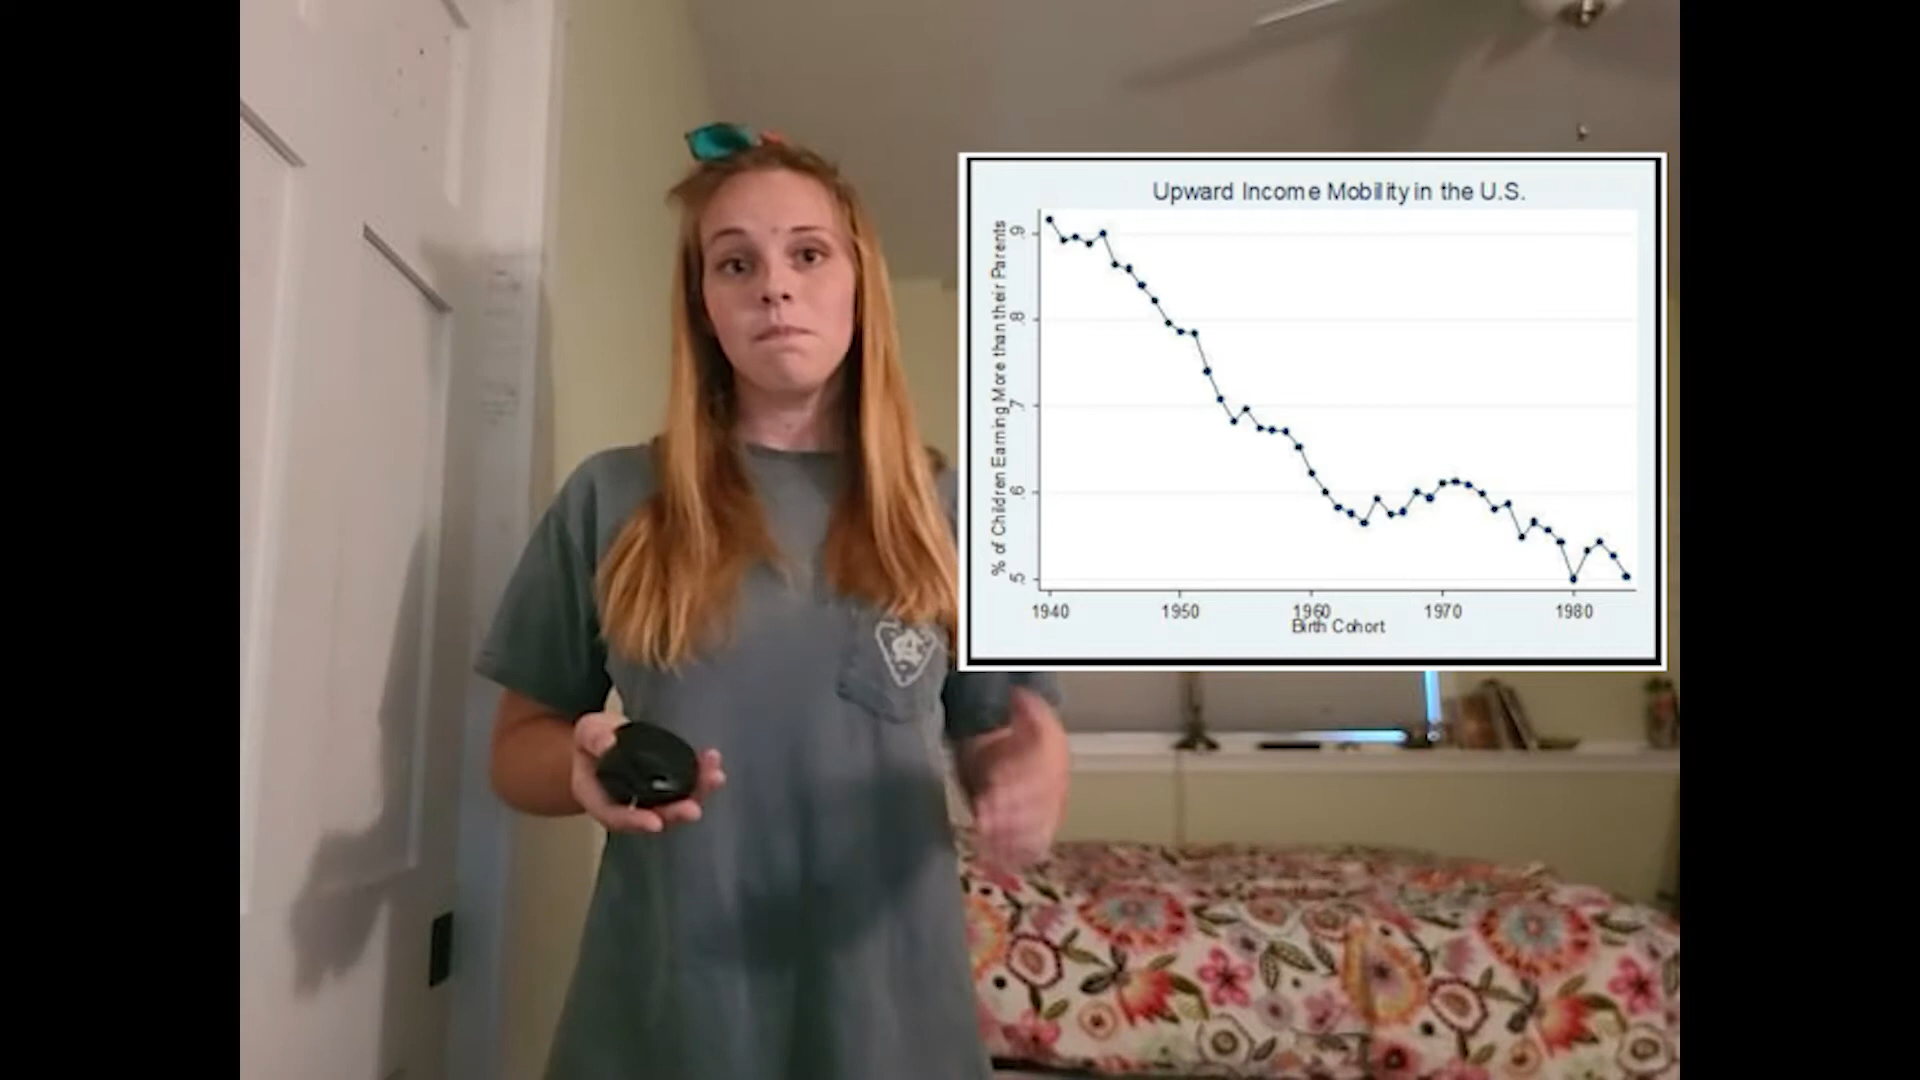 Upward Income Mobility in the U.S.
% of Children Earning More than their Parents
.9
.8
.7
.6
.5
1940 1950 1960 1970 1980
Birth Cohort